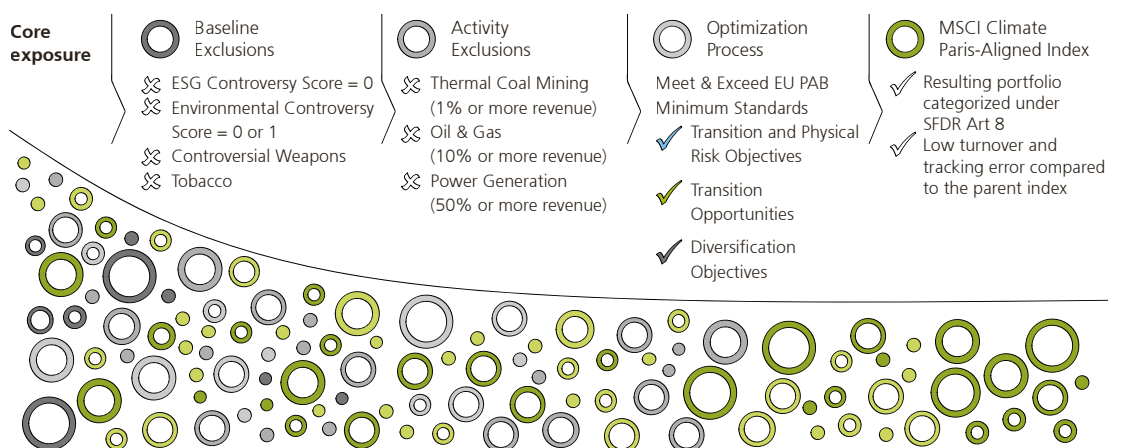 Core
exposure
Baseline
Exclusions
ESG Controversy Score = 0
Environmental Controversy
Score = 0 or 1
Controversial Weapons
Tobacco
Activity
Exclusions
Thermal Coal Mining
(1% or more revenue)
Oil & Gas
(10% or more revenue)
Power Generation
(50% or more revenue)
Optimization
Process
Meet & Exceed EU PAB
Minimum Standards
Transition and Physical
Risk Objectives
Transition
Opportunities
Diversification
Objectives
MSCI Climate
Paris-Aligned Index
Resulting portfolio
categorized under
SFDR Art 8
Low turnover and
tracking error compared
to the parent index